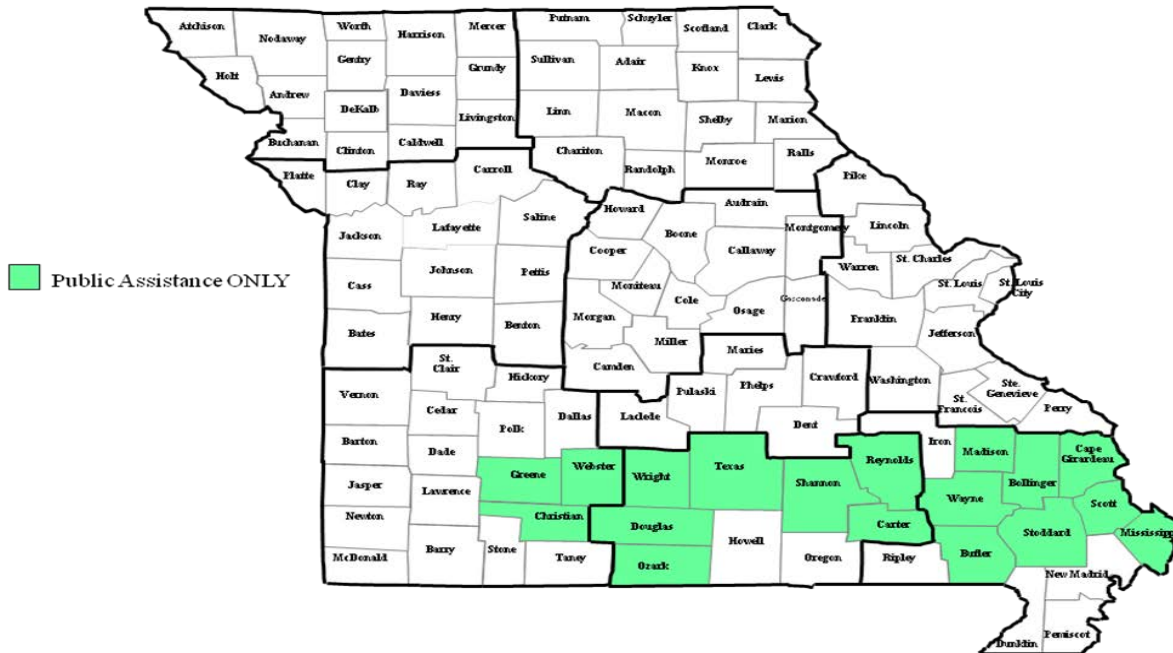 Atchison
Nodaway
Worth
Harrison
Mercer
Putnam
Schuyler
Scotland
Clark
Holt
Gentry
Grundy
Sullivan
Adair
Knox
Lewis
Andrew
DeKalb
Daviess
Livingston
Linn
Macon
Shelby
Marion
Buchanan
Clinton
Caldwell
Chariton
Randolph
Monroe
Ralls
Platte
Clay
Ray
Carroll
Pike
Audrain
Howard
Saline
Lafayette
Jackson
Boone
Callaway
Montgomery
Lincoln
Cooper
Warren
St. Charles
Johnson
Pettis
Public Assistance ONLY
Cass
Moniteau
Cole
Osage
Gasconade
St. Louis
St. Louis
City
Henry
Benton
Morgan
Miller
Franklin
Jefferson
Bates
St.
Clair
Hickory
Camden
Maries
Vernon
Pulaski
Phelps
Crawford
Washington
Ste.
Genevieve
St.
Francois
Perry
Cedar
Polk
Dallas
Laclede
Dent
Barton
Dade
Iron
Madison
Cape
Girardeau
Greene
Webster
Wright
Texas
Shannon
Reynolds
Bollinger
Jasper
Lawrence
Wayne
Scott
Newton
Christian
Douglas
Howell
Carter
Stoddard
Mississippi
McDonald
Barry
Stone
Taney
Ozark
Oregon
Ripley
Butler
New Madrid
Dunklin
Pemiscot